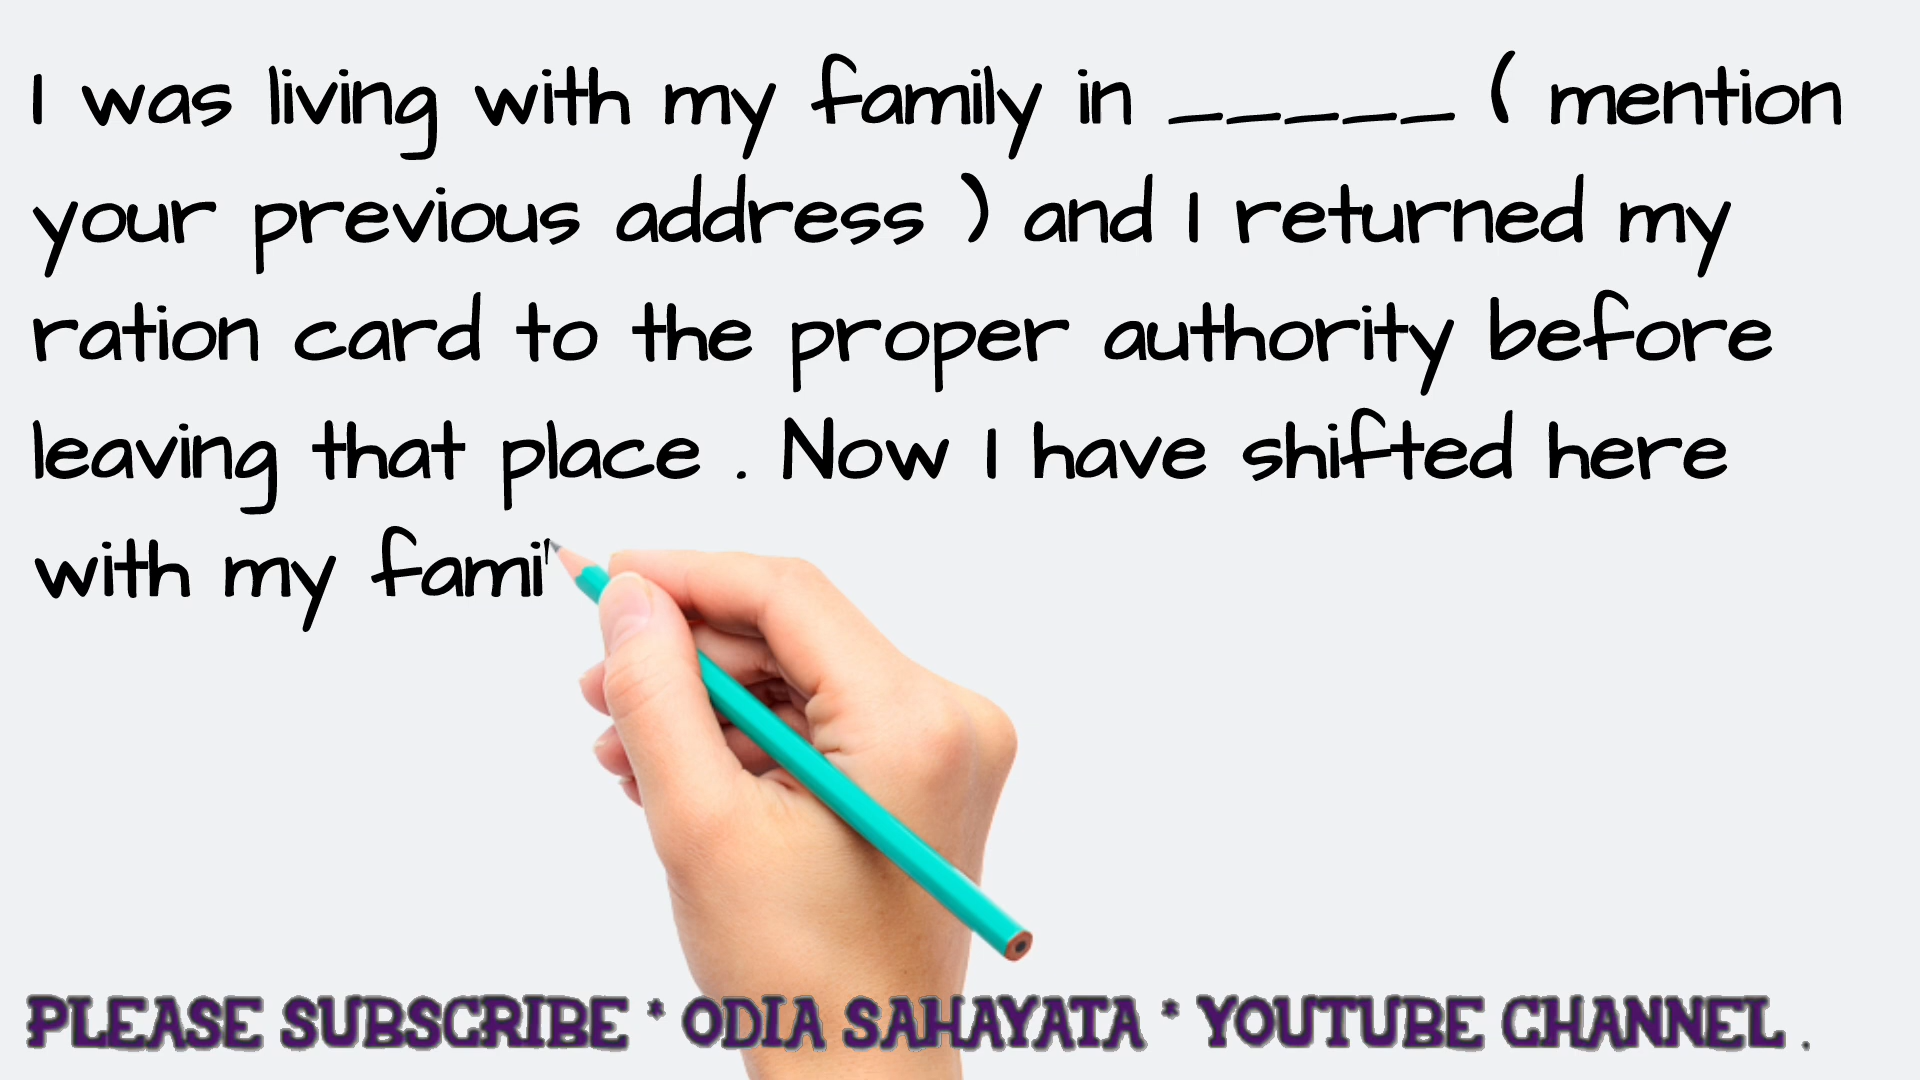 I was living with my family in _____ ( mention
your previous address ) and I returned my
ration card to the proper authority before
leaving that place . Now I have shifted here
with my fami
PLEASE SUBSCRIBE * ODIA SAHAYATA * YOUTUBE CHANNEL .